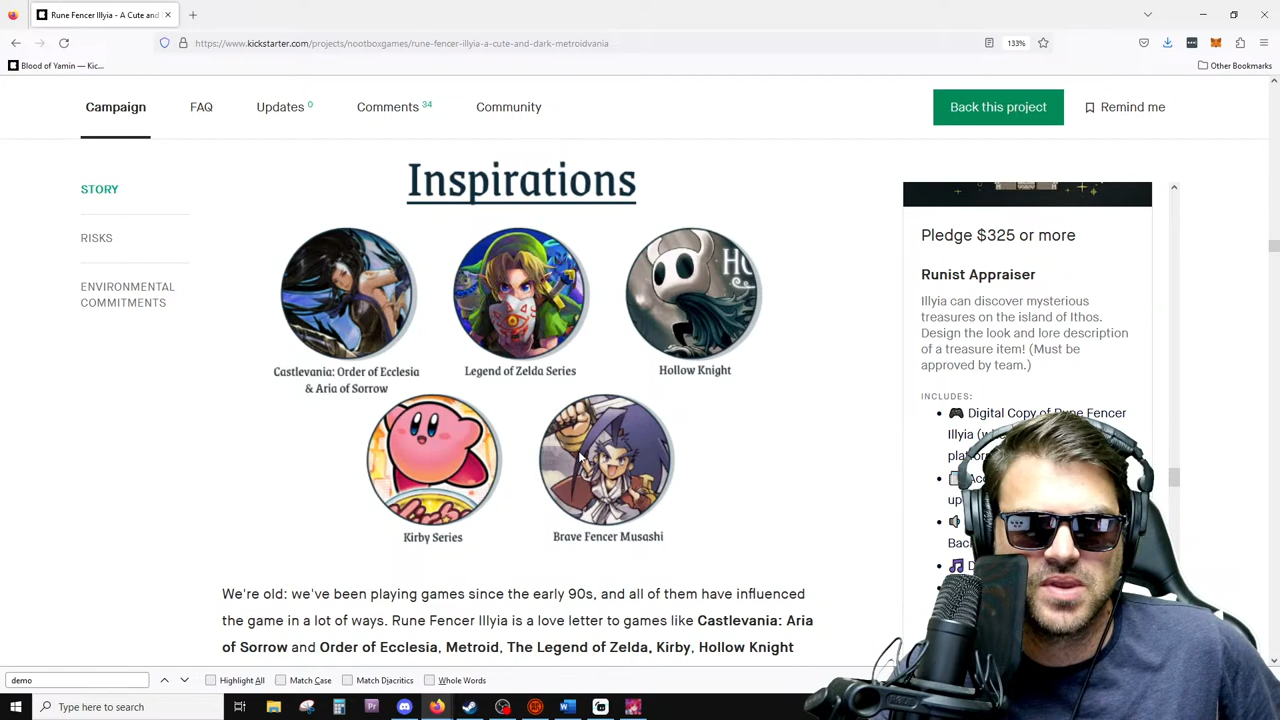 Rune Fencer Illyia - A Cute and
https://www.kickstarter.com/projects/nootboxgames/rune-fencer-illyia-a-cute-and-dark-metroidvania
133%
Blood of Yamin — Kic...
Other Bookmarks
Campaign
FAQ
Updates 0
Comments 34
Community
Back this project
Remind me
STORY
RISKS
ENVIRONMENTAL
COMMITMENTS
Inspirations
HO
Castlevania: Order of Ecclesia
& Aria of Sorrow
Legend of Zelda Series
Hollow Knight
Kirby Series
Brave Fencer Musashi
We're old: we've been playing games since the early 90s, and all of them have influenced
the game in a lot of ways. Rune Fencer Illyia is a love letter to games like Castlevania: Aria
of Sorrow and Order of Ecclesia, Metroid, The Legend of Zelda, Kirby, Hollow Knight
Pledge $325 or more
Runist Appraiser
Illyia can discover mysterious
treasures on the island of Ithos.
Design the look and lore description
of a treasure item! (Must be
approved by team.)
INCLUDES:
Digital Copy of Rune Fencer
Illyia
Back
demo
Highlight All
Match Case
Match Diacritics
Whole Words
Type here to search